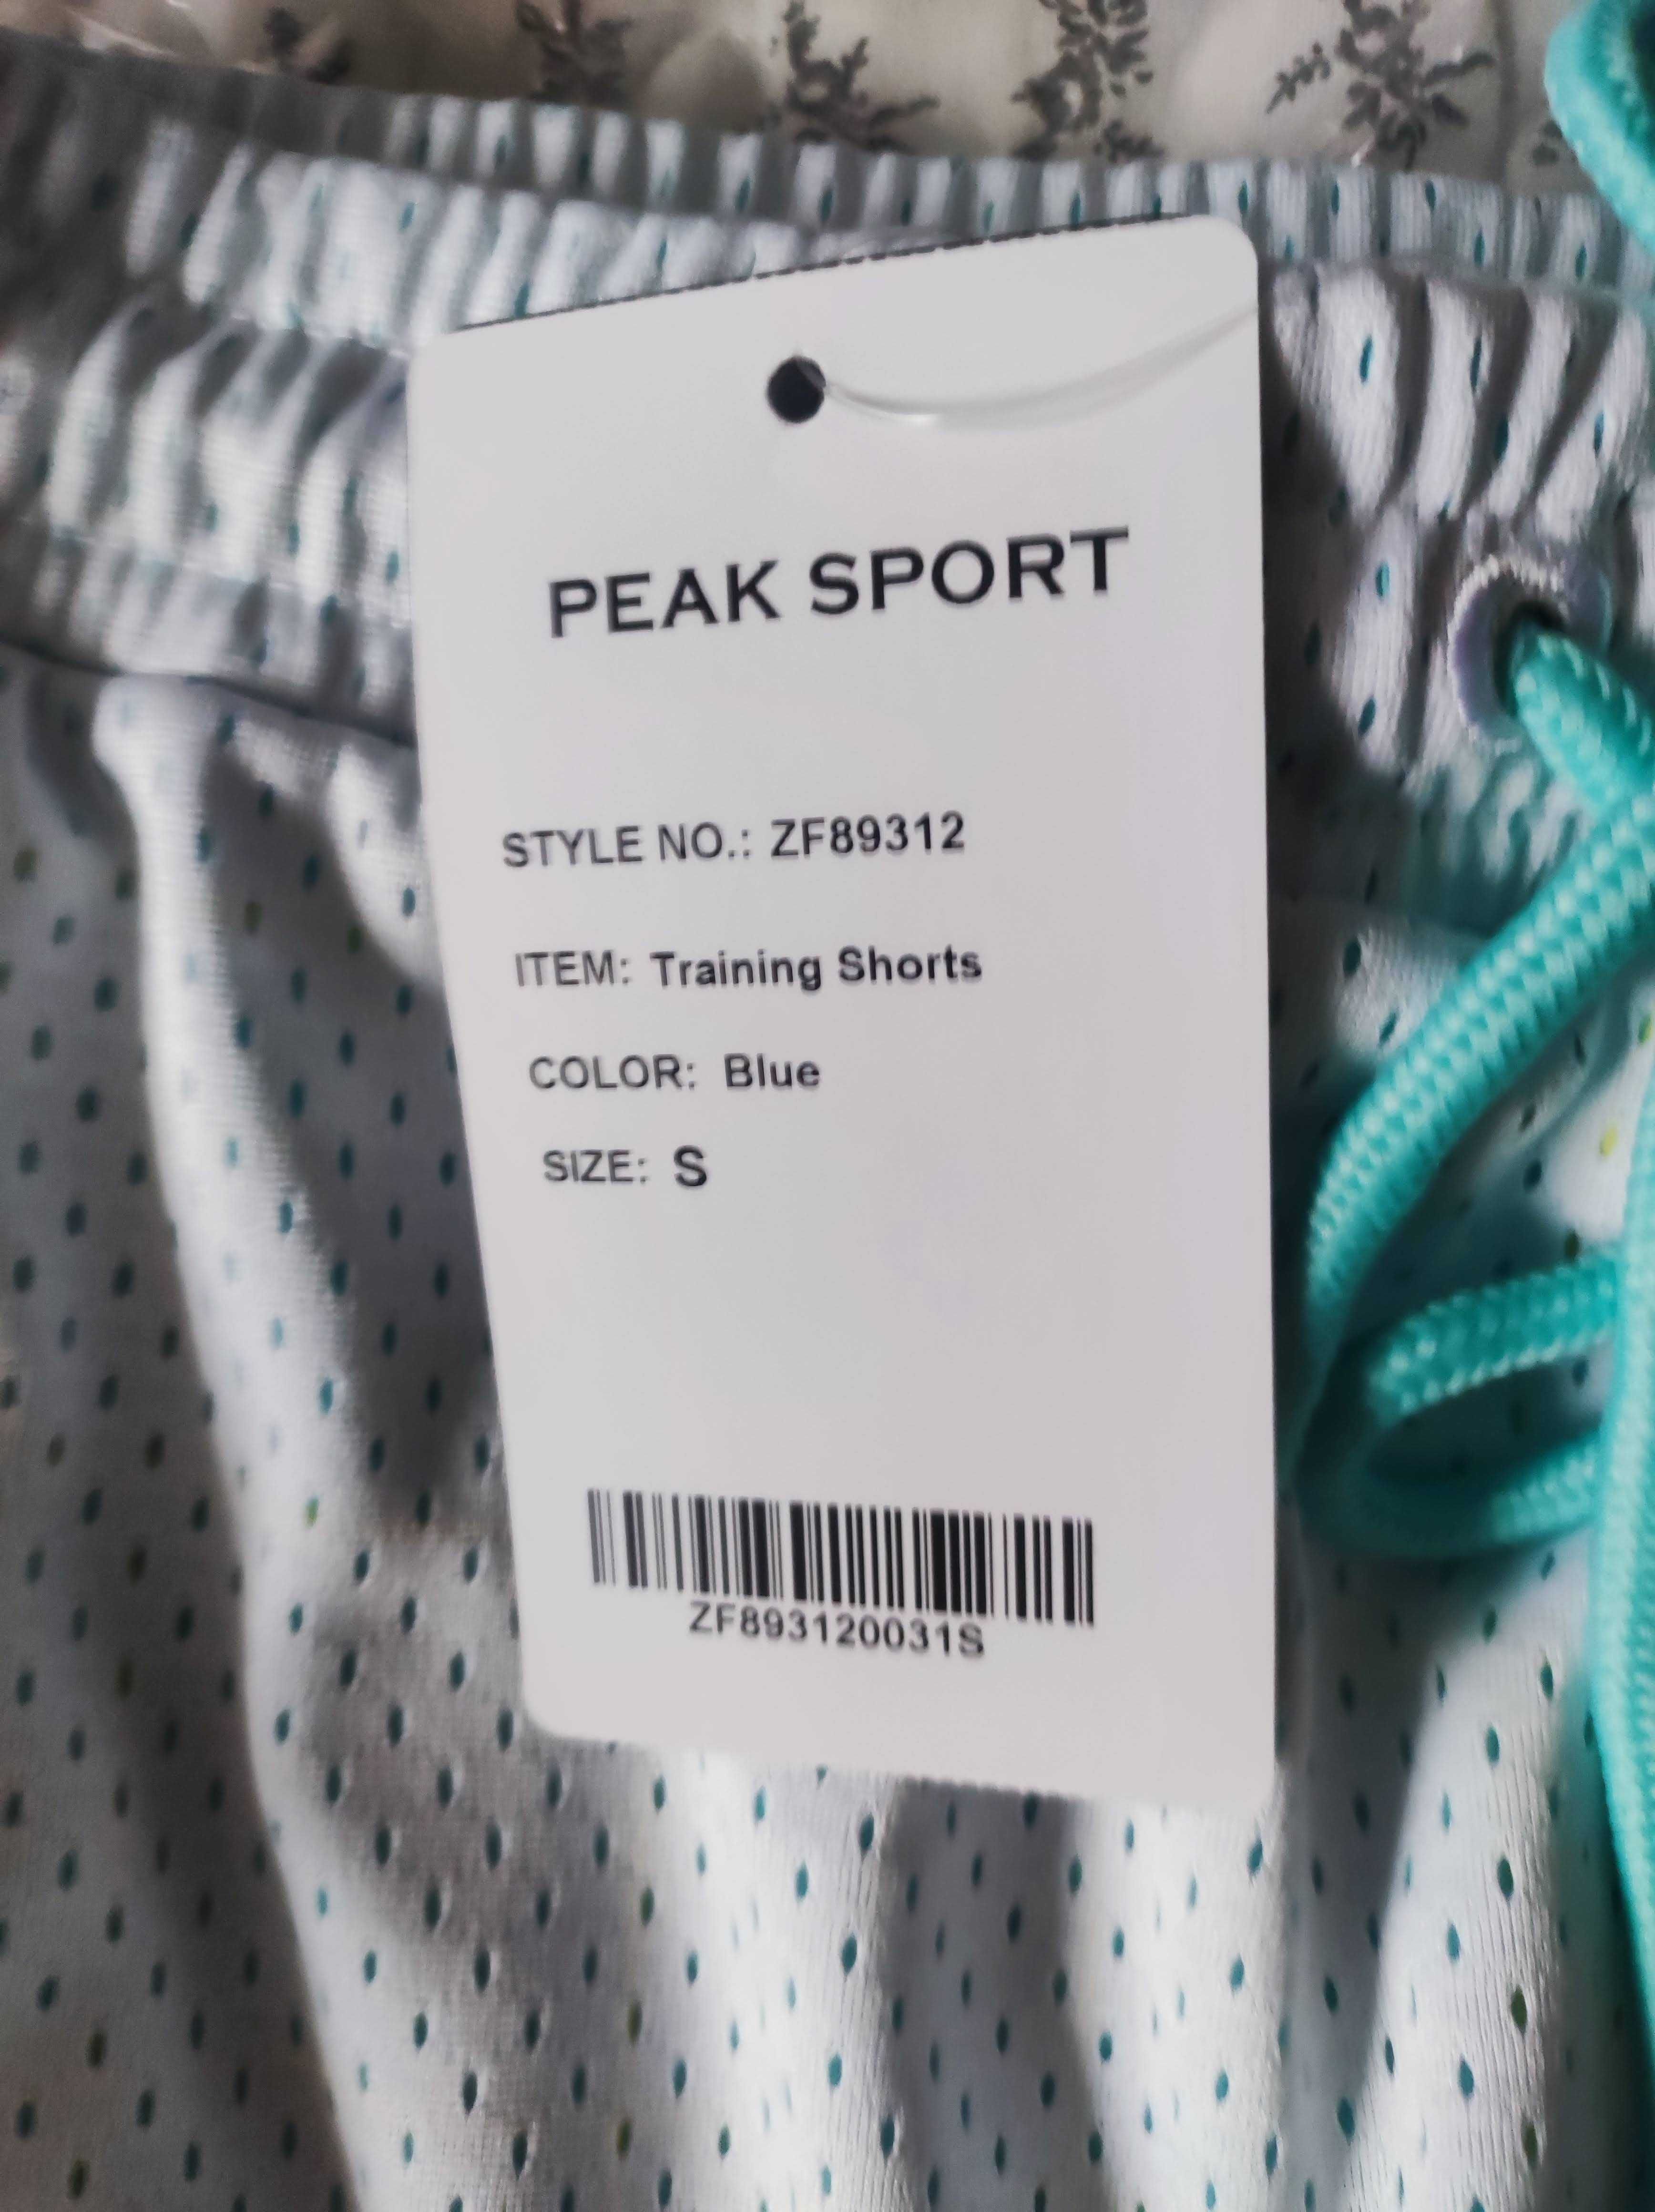 PEAK SPORT
STYLE NO.: ZF89312
ITEM: Training Shorts
COLOR: Blue
SIZE: S
ZF893120031S